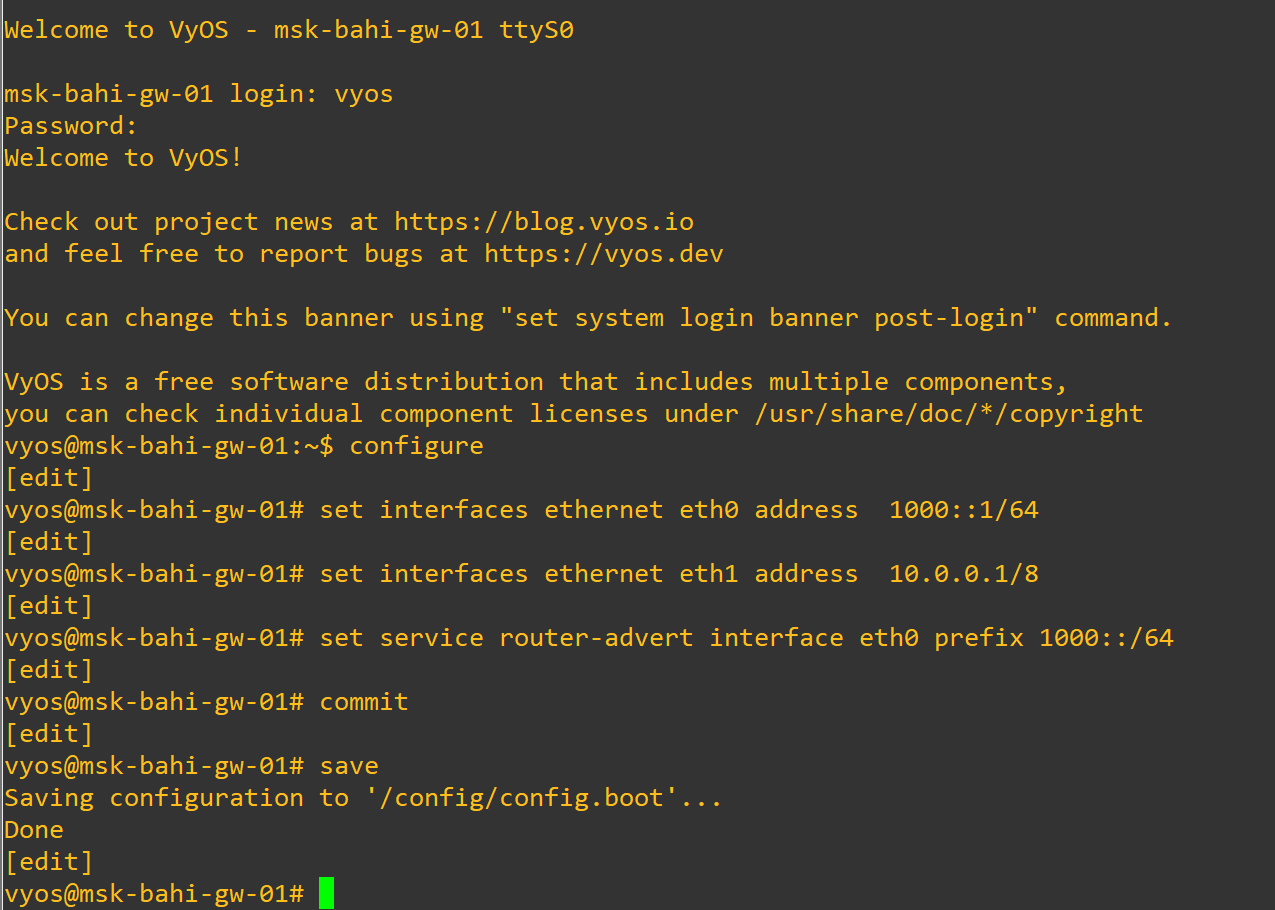 Welcome to VyOS - msk-bahi-gw-01 ttyS0
msk-bahi-gw-01 login: vyos
Password:
Welcome to VyOS!
Check out project news at https://blog.vyos.io
and feel free to report bugs at https://vyos.dev
You can change this banner using "set system login banner post-login" command.
VyOS is a free software distribution that includes multiple components,
you can check individual component licenses under /usr/share/doc/*/copyright
vyos@msk-bahi-gw-01:~$ configure
[edit]
vyos@msk-bahi-gw-01# set interfaces ethernet eth0 address  1000::1/64
[edit]
vyos@msk-bahi-gw-01# set interfaces ethernet eth1 address  10.0.0.1/8
[edit]
vyos@msk-bahi-gw-01# set service router-advert interface eth0 prefix 1000::/64
[edit]
vyos@msk-bahi-gw-01# commit
[edit]
vyos@msk-bahi-gw-01# save
Saving configuration to '/config/config.boot'...
Done
[edit]
vyos@msk-bahi-gw-01#